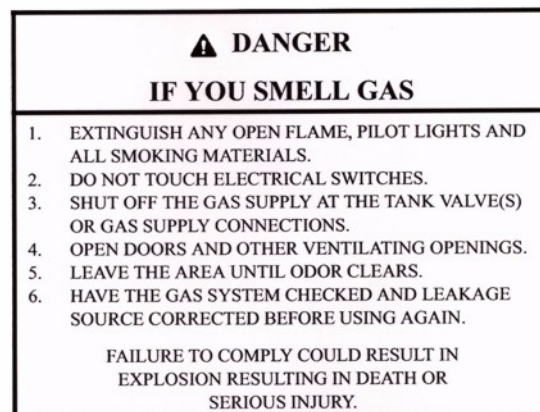 DANGER
IF YOU SMELL GAS
1. EXTINGUISH ANY OPEN FLAME, PILOT LIGHTS AND
ALL SMOKING MATERIALS.
2. DO NOT TOUCH ELECTRICAL SWITCHES.
3. SHUT OFF THE GAS SUPPLY AT THE TANK VALVE(S)
OR GAS SUPPLY CONNECTIONS.
4. OPEN DOORS AND OTHER VENTILATING OPENINGS.
5. LEAVE THE AREA UNTIL ODOR CLEARS.
6. HAVE THE GAS SYSTEM CHECKED AND LEAKAGE
SOURCE CORRECTED BEFORE USING AGAIN.
FAILURE TO COMPLY COULD RESULT IN
EXPLOSION RESULTING IN DEATH OR
SERIOUS INJURY.